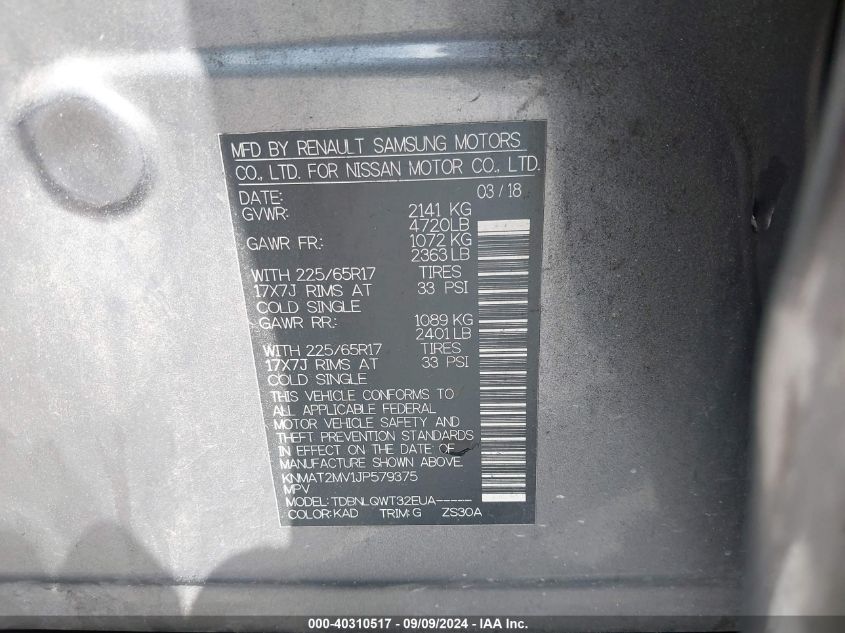 MFD BY RENAULT SAMSUNG MOTORS
CO., LTD. FOR NISSAN MOTOR CO., LTD.
DATE: 03/18
GVWR: 2141 KG
4720LB
GAWR FR: 1072 KG
2363 LB
WITH 225/65R17 TIRES
17X7J RIMS AT 33 PSI
COLD SINGLE
GAWR RR: 1089 KG
2401 LB
WITH 225/65R17 TIRES
17X7J RIMS AT 33 PSI
COLD SINGLE
THIS VEHICLE CONFORMS TO
ALL APPLICABLE FEDERAL
MOTOR VEHICLE SAFETY AND
THEFT PREVENTION STANDARDS
IN EFFECT ON THE DATE OF
MANUFACTURE SHOWN ABOVE.
KNMAT2MV1JP579375
MPV
MODEL: TDBNLQWT32EUA-----
COLOR: KAD TRIM: G ZS30A
000-40310517 - 09/09/2024 - IAA Inc.